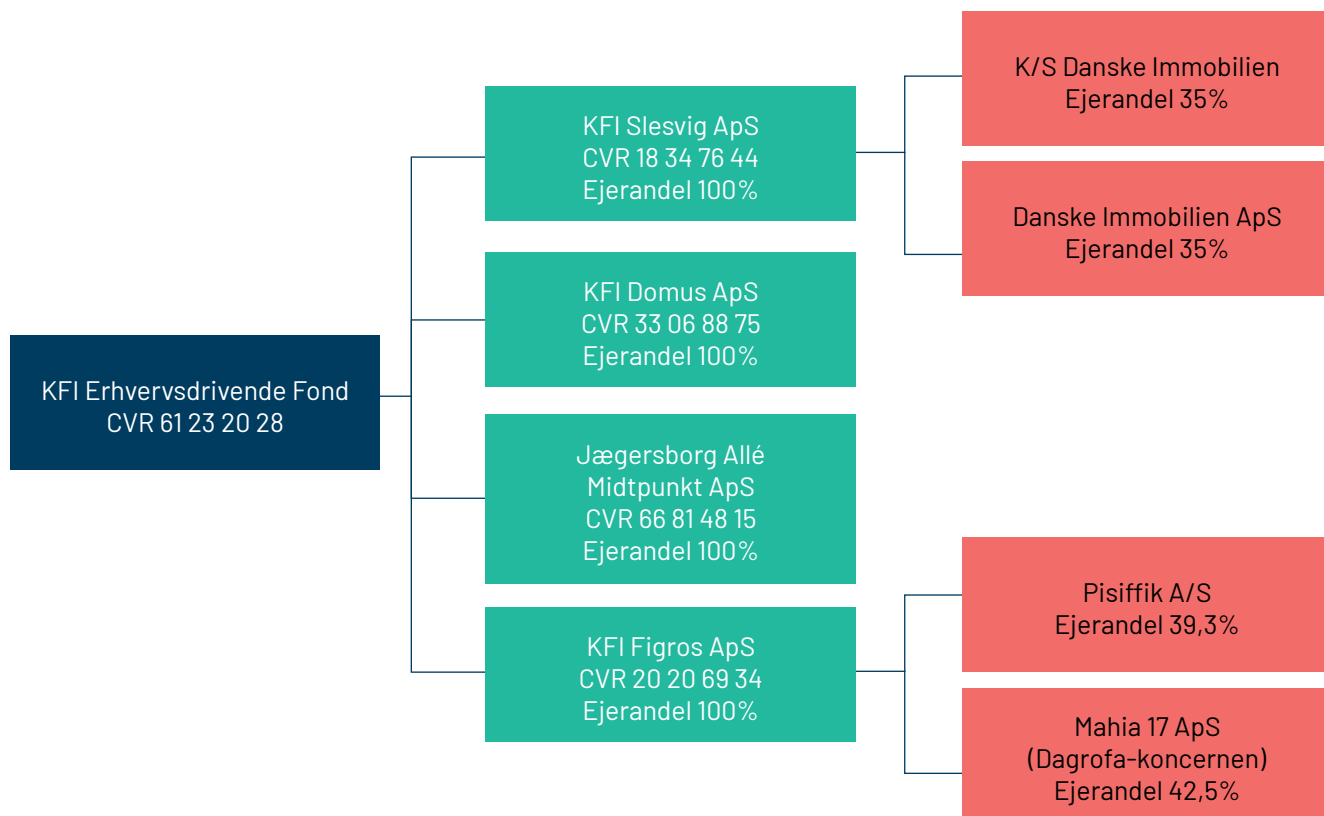 KFI Erhvervsdrivende Fond
CVR 61 23 20 28
KFI Slesvig ApS
CVR 18 34 76 44
Ejerandel 100%
KFI Domus ApS
CVR 33 06 88 75
Ejerandel 100%
Jægersborg Allé
Midtpunkt ApS
CVR 66 81 48 15
Ejerandel 100%
KFI Figros ApS
CVR 20 20 69 34
Ejerandel 100%
K/S Danske Immobilien
Ejerandel 35%
Danske Immobilien ApS
Ejerandel 35%
Pisiffik A/S
Ejerandel 39,3%
Mahia 17 ApS
(Dagrofa-koncernen)
Ejerandel 42,5%